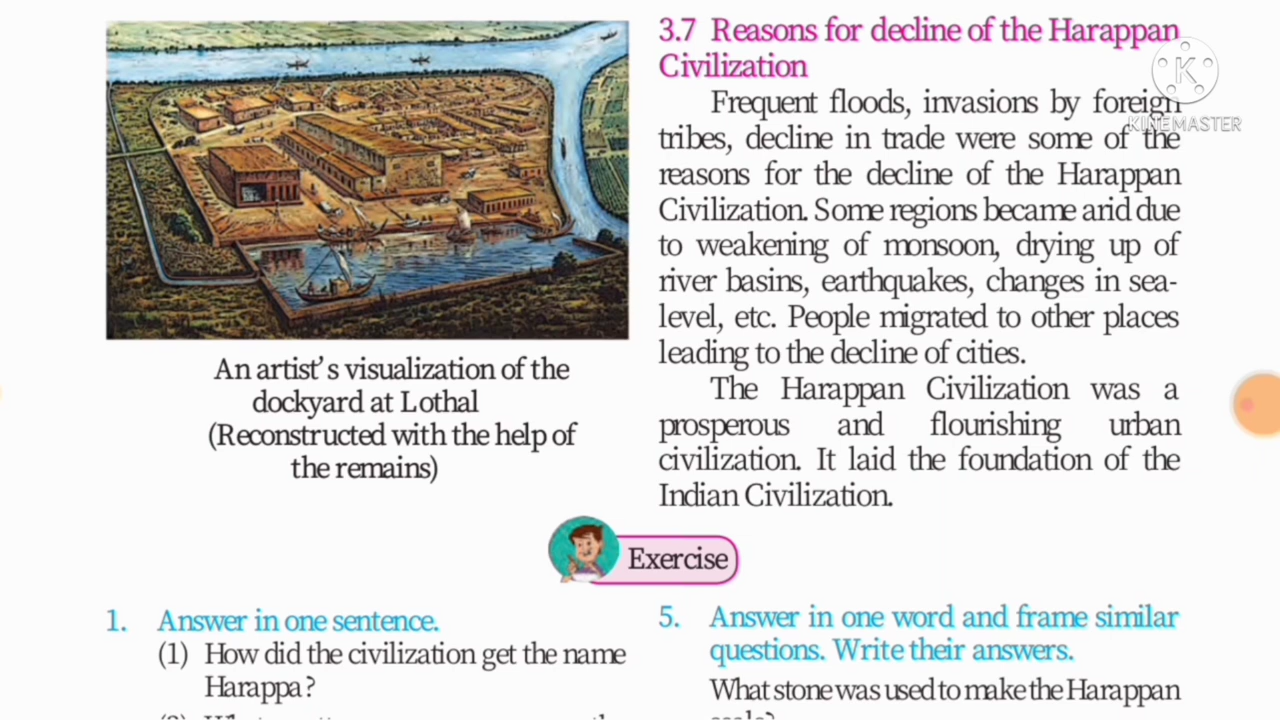 An artist's visualization of the
dockyard at Lothal
(Reconstructed with the help of
the remains)
3.7 Reasons for decline of the Harappan
Civilization
Frequent floods, invasions by foreign
tribes, decline in trade were some of the
reasons for the decline of the Harappan
Civilization. Some regions became arid due
to weakening of monsoon, drying up of
river basins, earthquakes, changes in sea-
level, etc. People migrated to other places
leading to the decline of cities.
The Harappan Civilization was a
prosperous and flourishing urban
civilization. It laid the foundation of the
Indian Civilization.
K
KINEMASTER
Exercise
1. Answer in one sentence.
(1) How did the civilization get the name
Harappa?
5. Answer in one word and frame similar
questions. Write their answers.
What stone was used to make the Harappan